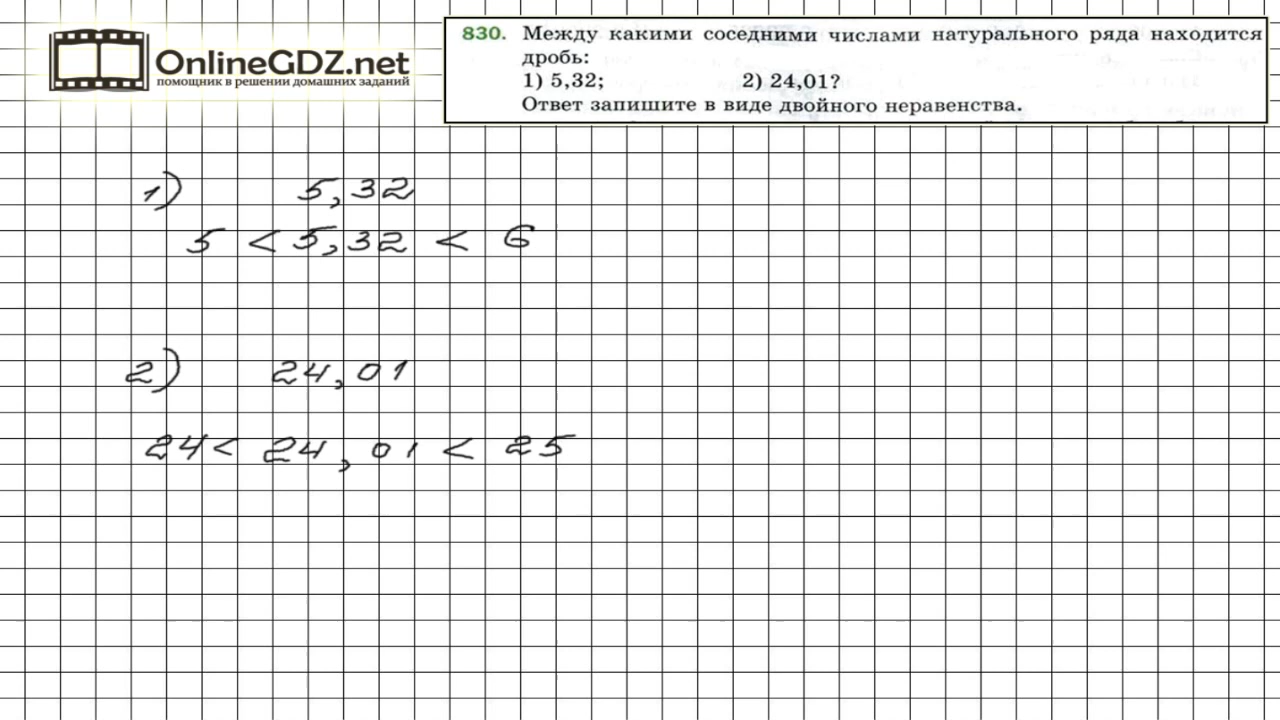 OnlineGDZ.net
помощник в решении домашних заданий
830. Между какими соседними числами натурального ряда находится
дробь:
1) 5,32; 2) 24,01?
Ответ запишите в виде двойного неравенства.
1) 5,32
5 < 5,32 < 6
2) 24,01
24 < 24,01 < 25